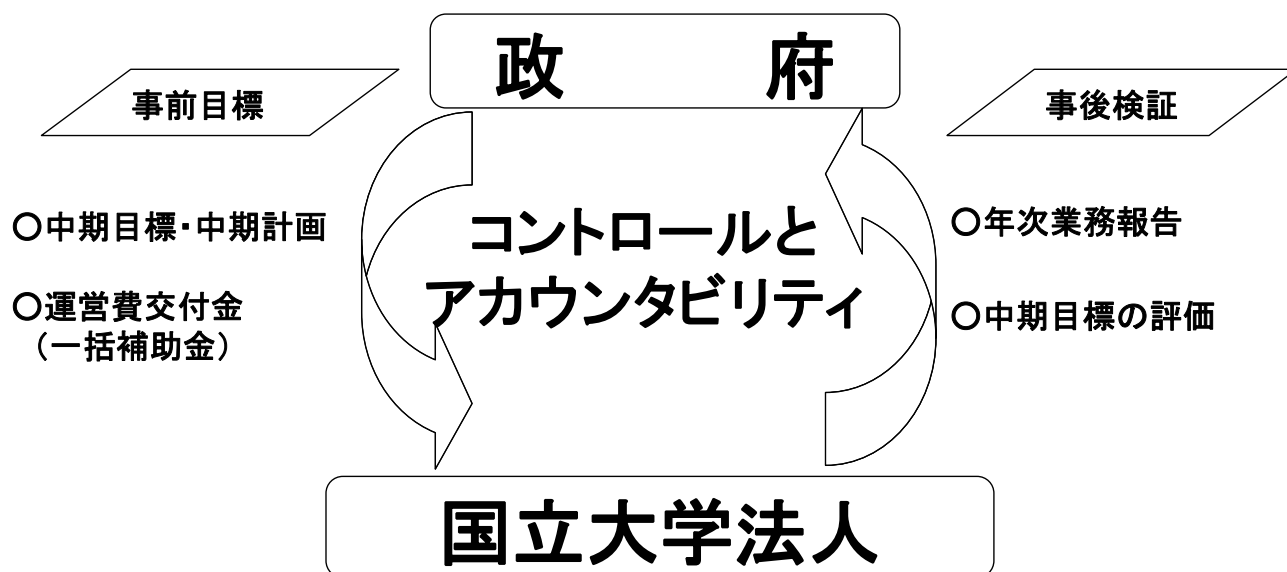 政　府
事前目標
事後検証
○中期目標・中期計画
○運営費交付金
（一括補助金）
コントロールと
アカウンタビリティ
○年次業務報告
○中期目標の評価
国立大学法人